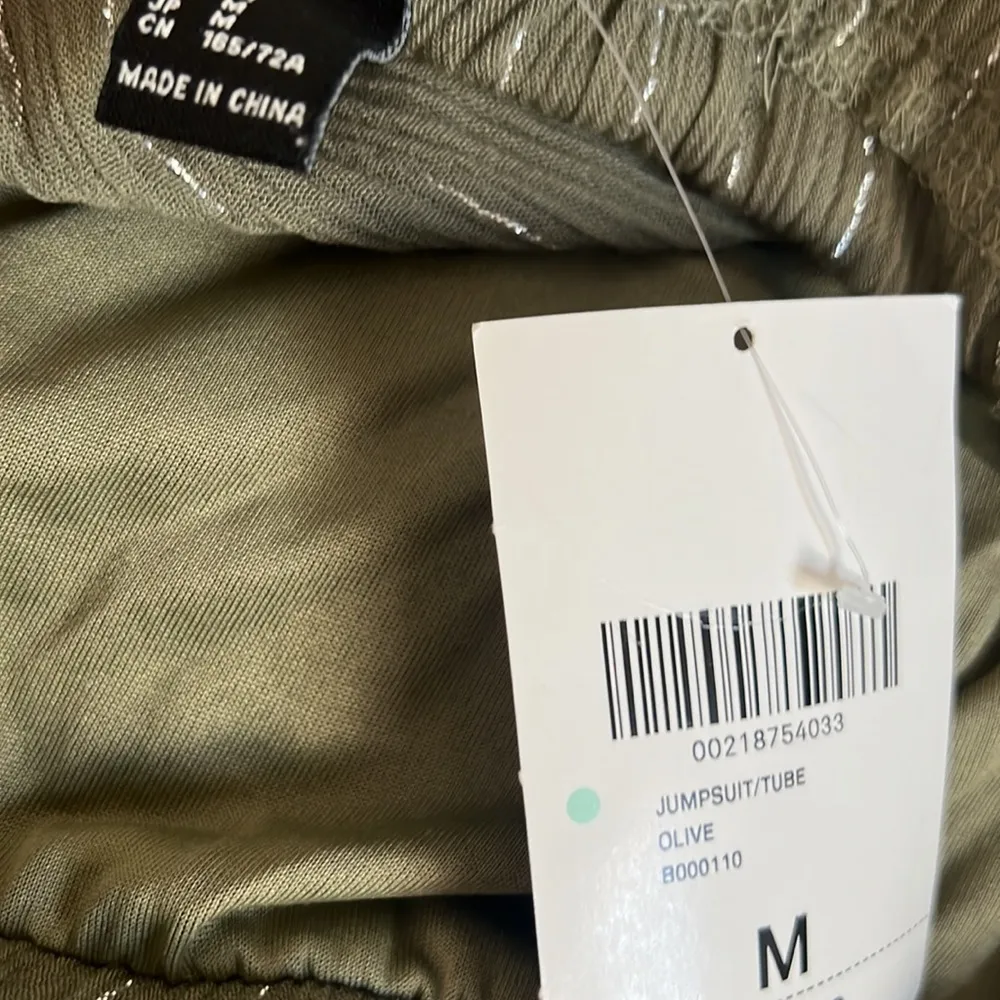 JP M
CN 165/72A
MADE IN CHINA
00218754033
JUMPSUIT/TUBE
OLIVE
B000110
M